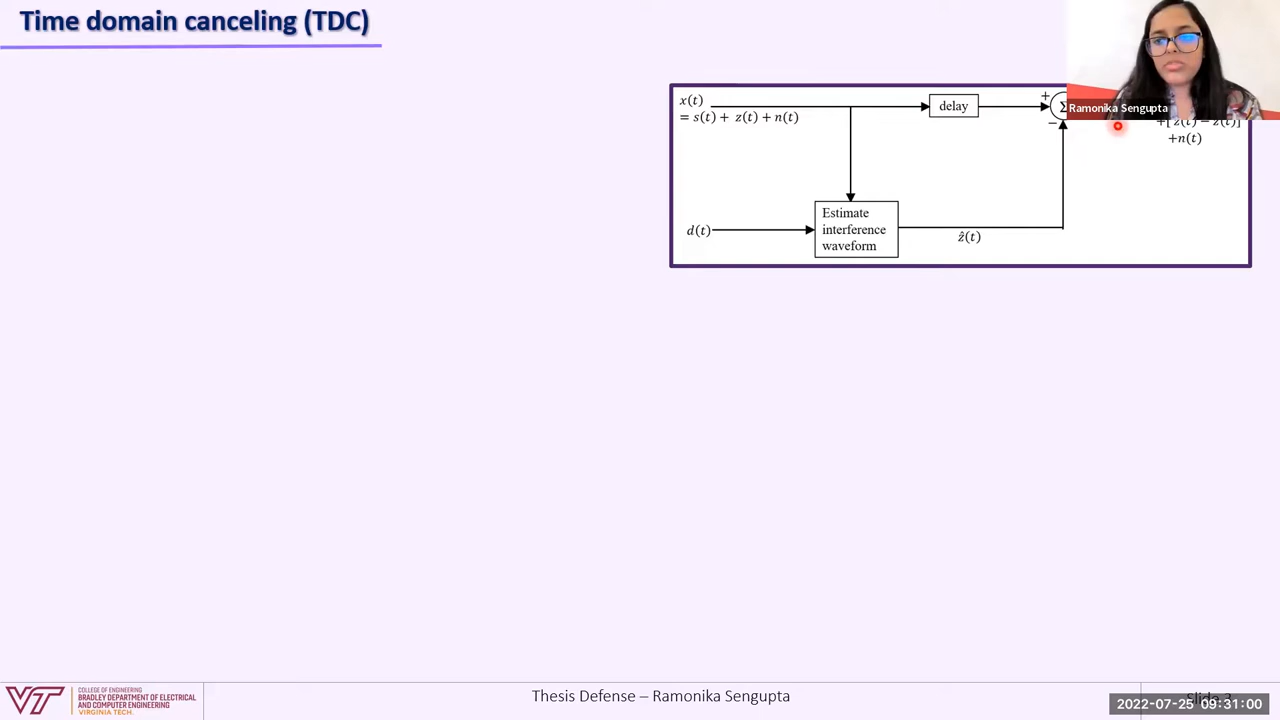 Time domain canceling (TDC)
x(t)
= s(t) + z(t) + n(t)
delay
+
Σ
−
Ramonika Sengupta
+n(t)
Estimate
interference
waveform
d(t)
ẑ(t)
VT
COLLEGE OF ENGINEERING
BRADLEY DEPARTMENT OF ELECTRICAL
AND COMPUTER ENGINEERING
VIRGINIA TECH.
Thesis Defense – Ramonika Sengupta
2022-07-25 09:31:00